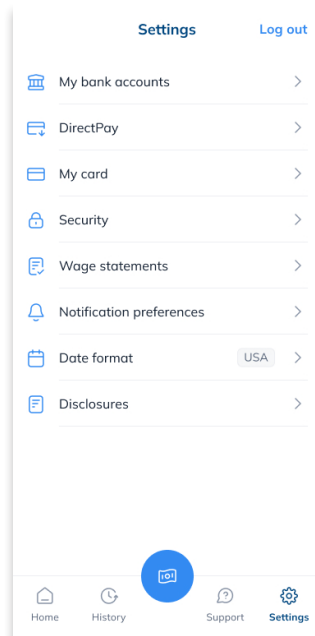 Settings
Log out
My bank accounts
DirectPay
My card
Security
Wage statements
Notification preferences
Date format
USA
Disclosures
Home
History
Support
Settings